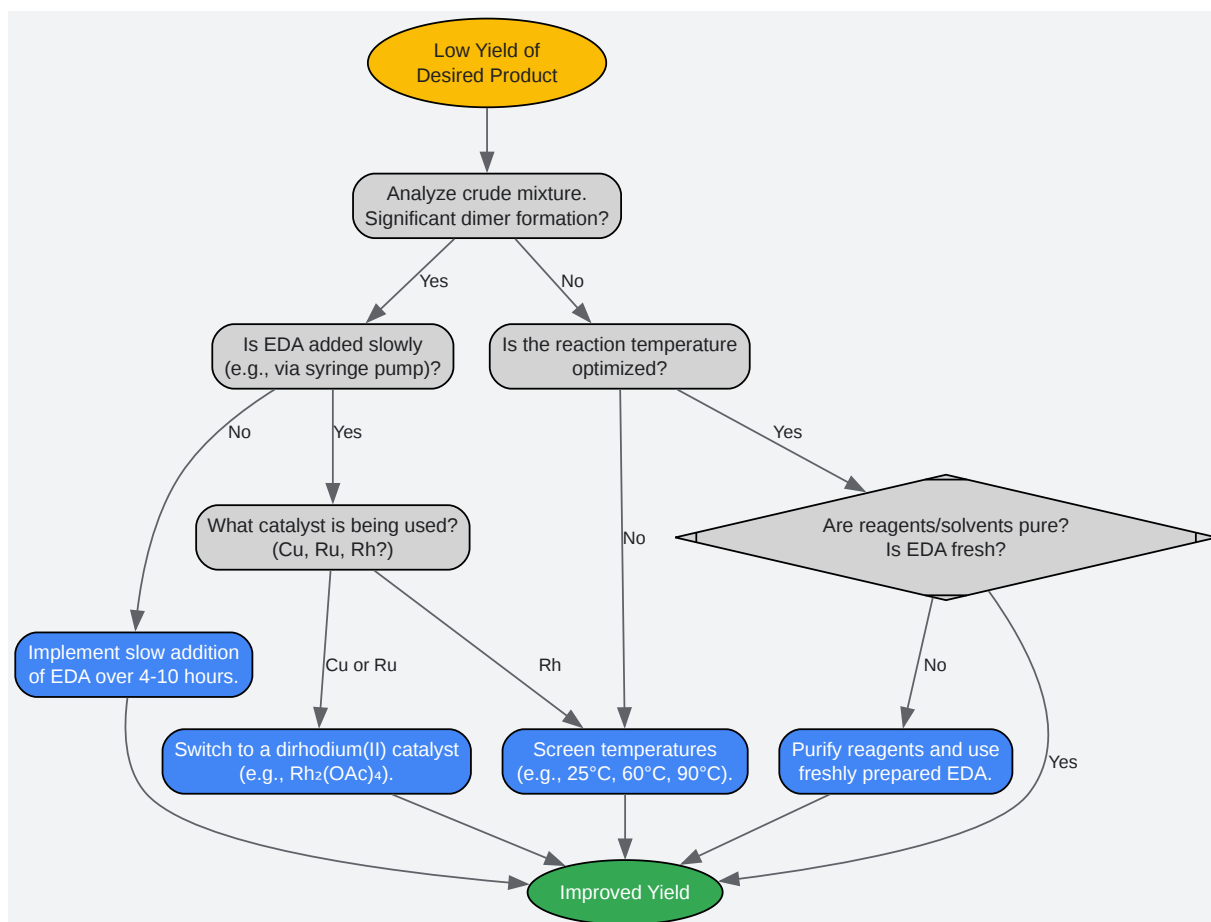 Low Yield of
Desired Product
Analyze crude mixture.
Significant dimer formation?
Yes
No
Is EDA added slowly
(e.g., via syringe pump)?
Is the reaction temperature
optimized?
No
Yes
Yes
What catalyst is being used?
(Cu, Ru, Rh?)
No
Are reagents/solvents pure?
Is EDA fresh?
Implement slow addition
of EDA over 4-10 hours.
Cu or Ru
Rh
No
Switch to a dirhodium(II) catalyst
(e.g., Rh₂(OAc)₄).
Screen temperatures
(e.g., 25°C, 60°C, 90°C).
Purify reagents and use
freshly prepared EDA.
Yes
Improved Yield